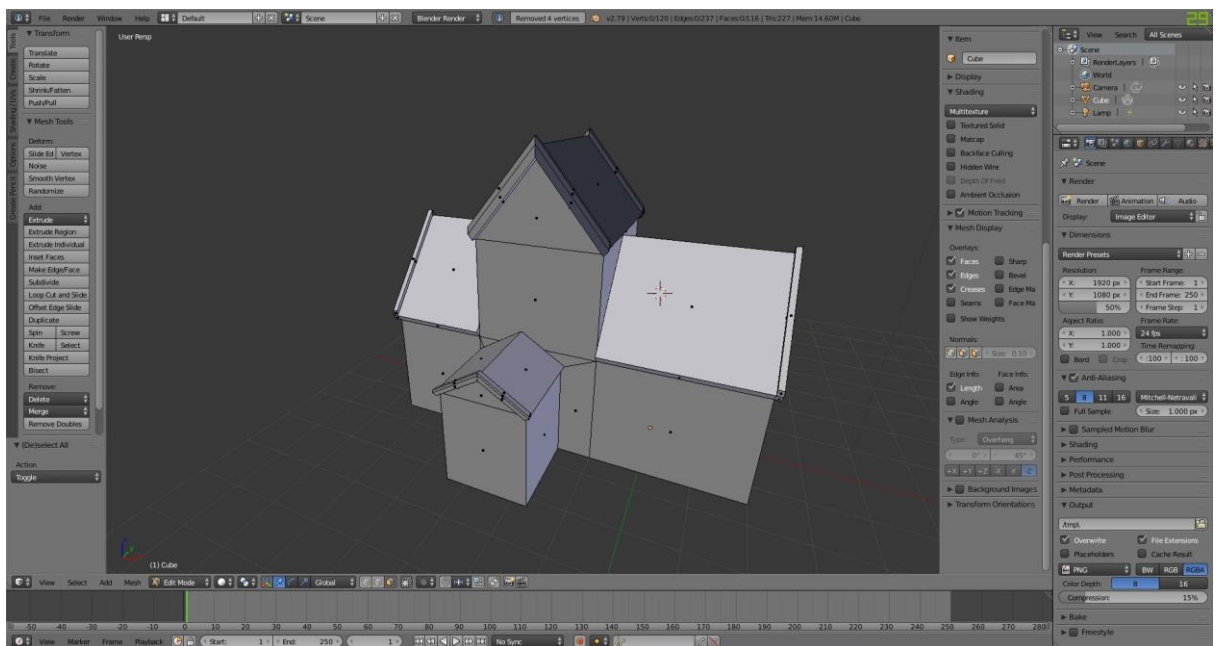 File Render Window Help Default Scene Blender Render Removed 4 vertices v2.79 | Verts:0/120 | Edges:0/237 | Faces:0/116 | Tris:227 | Mem:14.60M | Cube
29
User Persp
Tools
Create
Shading / UVs
Options
Grease Pencil
Transform
Translate
Rotate
Scale
Shrink/Fatten
Push/Pull
Mesh Tools
Deform:
Slide Ed Vertex
Noise
Smooth Vertex
Randomize
Add:
Extrude
Extrude Region
Extrude Individual
Inset Faces
Make Edge/Face
Subdivide
Loop Cut and Slide
Offset Edge Slide
Duplicate
Spin Screw
Knife Select
Knife Project
Bisect
Remove:
Delete
Merge
Remove Doubles
(De)select All
Action
Toggle
(1) Cube
Item
Cube
Display
Shading
Multitexture
Textured Solid
Matcap
Backface Culling
Hidden Wire
Depth Of Field
Ambient Occlusion
Motion Tracking
Mesh Display
Overlays:
Faces Sharp
Edges Bevel
Creases Edge Ma
Seams Face Ma
Show Weights
Normals:
Size: 0.10
Edge Info: Face Info:
Length Area
Angle Angle
Mesh Analysis
Type: Overhang
0° 45°
+X +Y +Z -X -Y -Z
Background Images
Transform Orientations
View Search All Scenes
Scene
RenderLayers
World
Camera
Cube
Lamp
Scene
Render
Render Animation Audio
Display: Image Editor
Dimensions
Render Presets
Resolution: Frame Range:
X: 1920 px Start Frame: 1
Y: 1080 px End Frame: 250
50% Frame Step: 1
Aspect Ratio: Frame Rate:
X: 1.000 24 fps
Y: 1.000 Time Remapping:
Bord Crop :100 :100
Anti-Aliasing
5 8 11 16 Mitchell-Netravali
Full Sample Size: 1.000 px
Sampled Motion Blur
Shading
Performance
Post Processing
Metadata
Output
/tmp\
Overwrite File Extensions
Placeholders Cache Result
PNG BW RGB RGBA
Color Depth: 8 16
Compression: 15%
Bake
Freestyle
View Select Add Mesh Edit Mode Global
-50 -40 -30 -20 -10 0 10 20 30 40 50 60 70 80 90 100 110 120 130 140 150 160 170 180 190 200 210 220 230 240 250 260 270 280
View Marker Frame Playback Start: 1 End: 250 1 No Sync